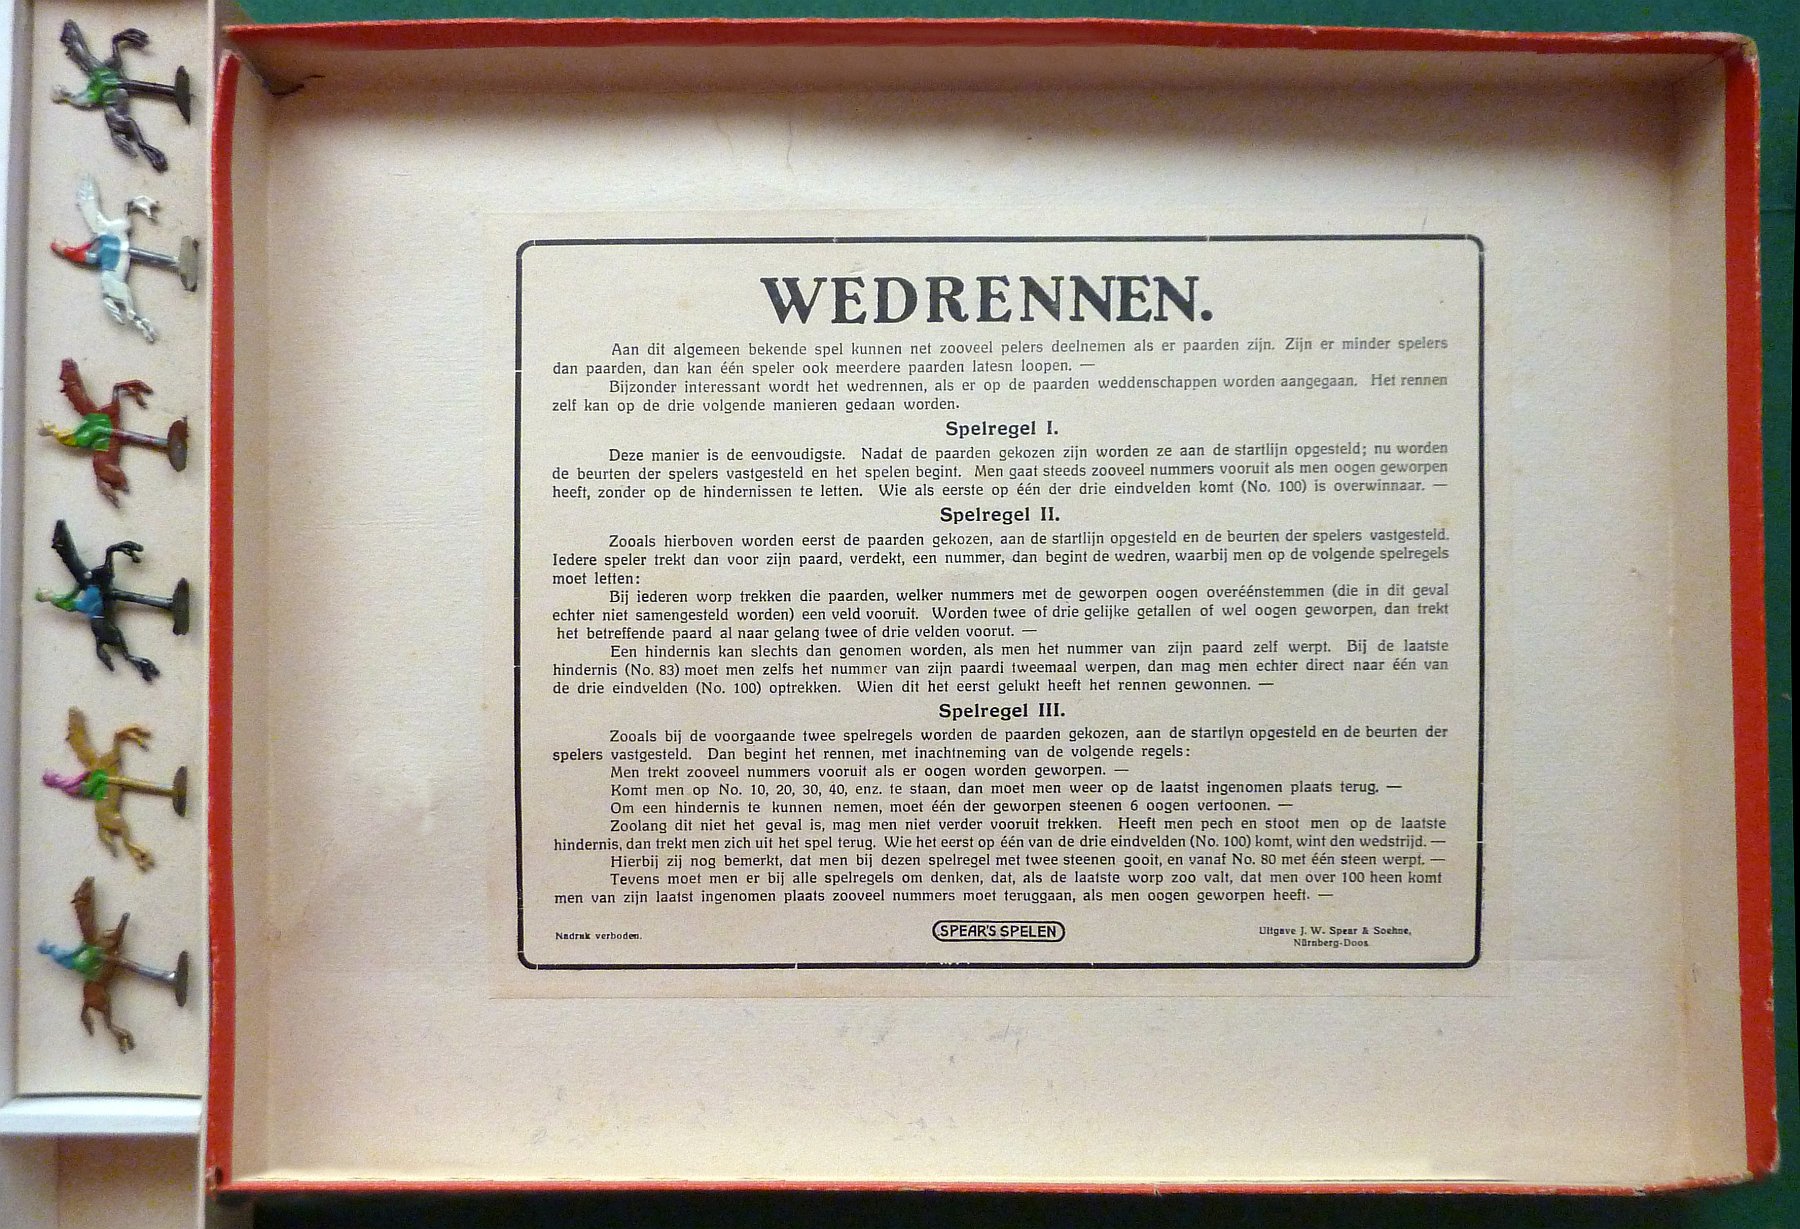 WEDRENNEN.
Aan dit algemeen bekende spel kunnen net zooveel pelers deelnemen als er paarden zijn. Zijn er minder spelers
dan paarden, dan kan één speler ook meerdere paarden latesn loopen. —
Bijzonder interessant wordt het wedrennen, als er op de paarden weddenschappen worden aangegaan. Het rennen
zelf kan op de drie volgende manieren gedaan worden.
Spelregel I.
Deze manier is de eenvoudigste. Nadat de paarden gekozen zijn worden ze aan de startlijn opgesteld; nu worden
de beurten der spelers vastgesteld en het spelen begint. Men gaat steeds zooveel nummers vooruit als men oogen geworpen
heeft, zonder op de hindernissen te letten. Wie als eerste op één der drie eindvelden komt (No. 100) is overwinnaar. —
Spelregel II.
Zooals hierboven worden eerst de paarden gekozen, aan de startlijn opgesteld en de beurten der spelers vastgesteld.
Iedere speler trekt dan voor zijn paard, verdekt, een nummer, dan begint de wedren, waarbij men op de volgende spelregels
moet letten:
Bij iederen worp trekken die paarden, welker nummers met de geworpen oogen overéénstemmen (die in dit geval
echter niet samengesteld worden) een veld vooruit. Worden twee of drie gelijke getallen of wel oogen geworpen, dan trekt
het betreffende paard al naar gelang twee of drie velden voorut. —
Een hindernis kan slechts dan genomen worden, als men het nummer van zijn paard zelf werpt. Bij de laatste
hindernis (No. 83) moet men zelfs het nummer van zijn paardi tweemaal werpen, dan mag men echter direct naar één van
de drie eindvelden (No. 100) optrekken. Wien dit het eerst gelukt heeft het rennen gewonnen. —
Spelregel III.
Zooals bij de voorgaande twee spelregels worden de paarden gekozen, aan de startlyn opgesteld en de beurten der
spelers vastgesteld. Dan begint het rennen, met inachtneming van de volgende regels:
Men trekt zooveel nummers vooruit als er oogen worden geworpen. —
Komt men op No. 10, 20, 30, 40, enz. te staan, dan moet men weer op de laatst ingenomen plaats terug. —
Om een hindernis te kunnen nemen, moet één der geworpen steenen 6 oogen vertoonen. —
Zoolang dit niet het geval is, mag men niet verder vooruit trekken. Heeft men pech en stoot men op de laatste
hindernis, dan trekt men zich uit het spel terug. Wie het eerst op één van de drie eindvelden (No. 100) komt, wint den wedstrijd. —
Hierbij zij nog bemerkt, dat men bij dezen spelregel met twee steenen gooit, en vanaf No. 80 met één steen werpt. —
Tevens moet men er bij alle spelregels om denken, dat, als de laatste worp zoo valt, dat men over 100 heen komt
men van zijn laatst ingenomen plaats zooveel nummers moet teruggaan, als men oogen geworpen heeft. —
Nadruk verboden.
SPEAR'S SPELEN
Uitgave J. W. Spear & Soehne,
Nürnberg-Doos